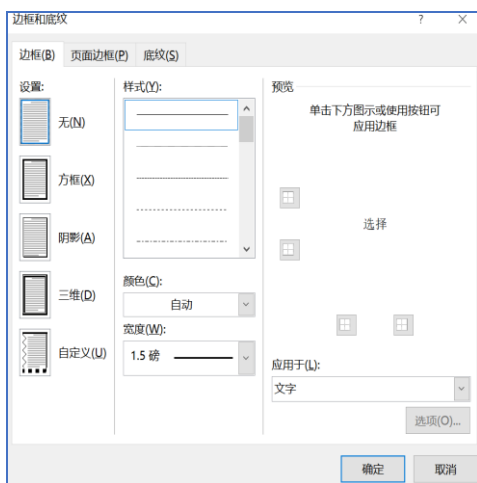 边框和底纹 ?
边框(B) 页面边框(P) 底纹(S)
设置:
无(N)
方框(X)
阴影(A)
三维(D)
自定义(U)
样式(Y):
颜色(C):
自动
宽度(W):
1.5 磅
预览
单击下方图示或使用按钮可
应用边框
选择
应用于(L):
文字
选项(O)...
确定 取消